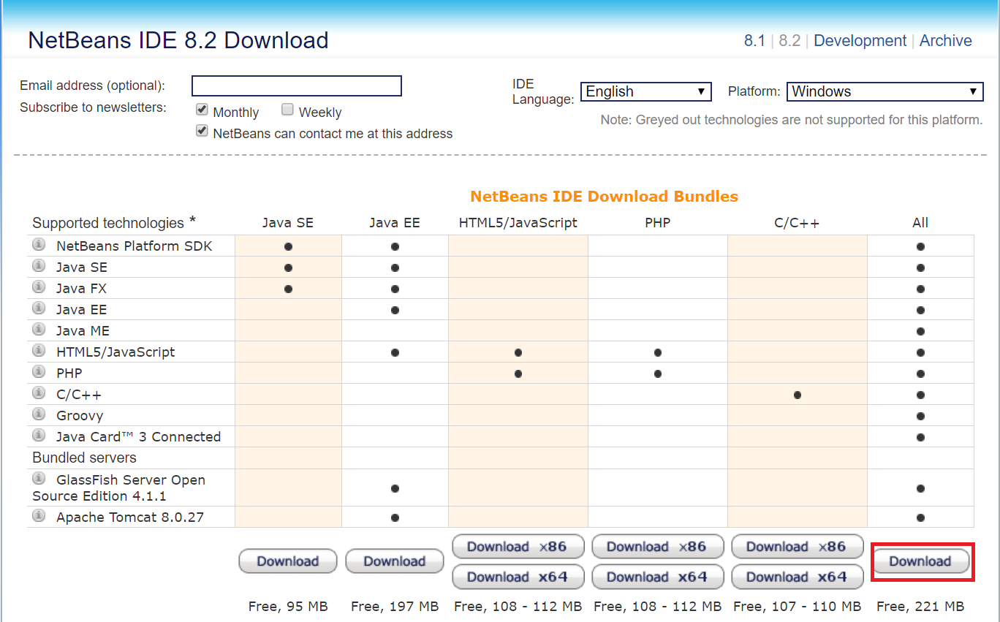 NetBeans IDE 8.2 Download
8.1 | 8.2 | Development | Archive
Email address (optional):
IDE
Language:
English
Platform:
Windows
Subscribe to newsletters:
Monthly
Weekly
Note: Greyed out technologies are not supported for this platform.
NetBeans can contact me at this address
NetBeans IDE Download Bundles
Supported technologies * Java SE Java EE HTML5/JavaScript PHP C/C++ All
NetBeans Platform SDK ● ● ●
Java SE ● ● ●
Java FX ● ● ●
Java EE ● ●
Java ME ●
HTML5/JavaScript ● ● ● ●
PHP ● ● ●
C/C++ ● ●
Groovy ●
Java Card™ 3 Connected ●
Bundled servers
GlassFish Server Open
Source Edition 4.1.1 ● ●
Apache Tomcat 8.0.27 ● ●
Download x86 Download x86 Download x86
Download Download Download
Download x64 Download x64 Download x64
Free, 95 MB Free, 197 MB Free, 108 - 112 MB Free, 108 - 112 MB Free, 107 - 110 MB Free, 221 MB